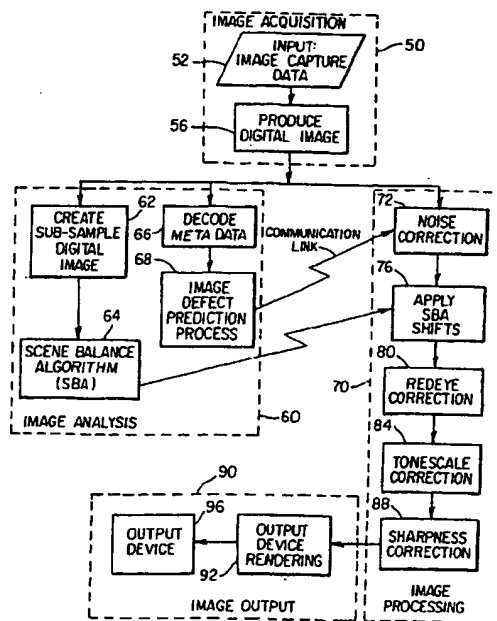 IMAGE ACQUISITION
50
52
INPUT:
IMAGE CAPTURE
DATA
56
PRODUCE
DIGITAL IMAGE
62
CREATE
SUB-SAMPLE
DIGITAL
IMAGE
66
DECODE
META DATA
68
IMAGE
DEFECT
PREDICTION
PROCESS
COMMUNICATION
LINK
64
SCENE BALANCE
ALGORITHM
(SBA)
IMAGE ANALYSIS
60
72
NOISE
CORRECTION
76
APPLY
SBA
SHIFTS
80
70
REDEYE
CORRECTION
84
TONESCALE
CORRECTION
88
SHARPNESS
CORRECTION
IMAGE
PROCESSING
90
96
OUTPUT
DEVICE
OUTPUT
DEVICE
RENDERING
92
IMAGE OUTPUT